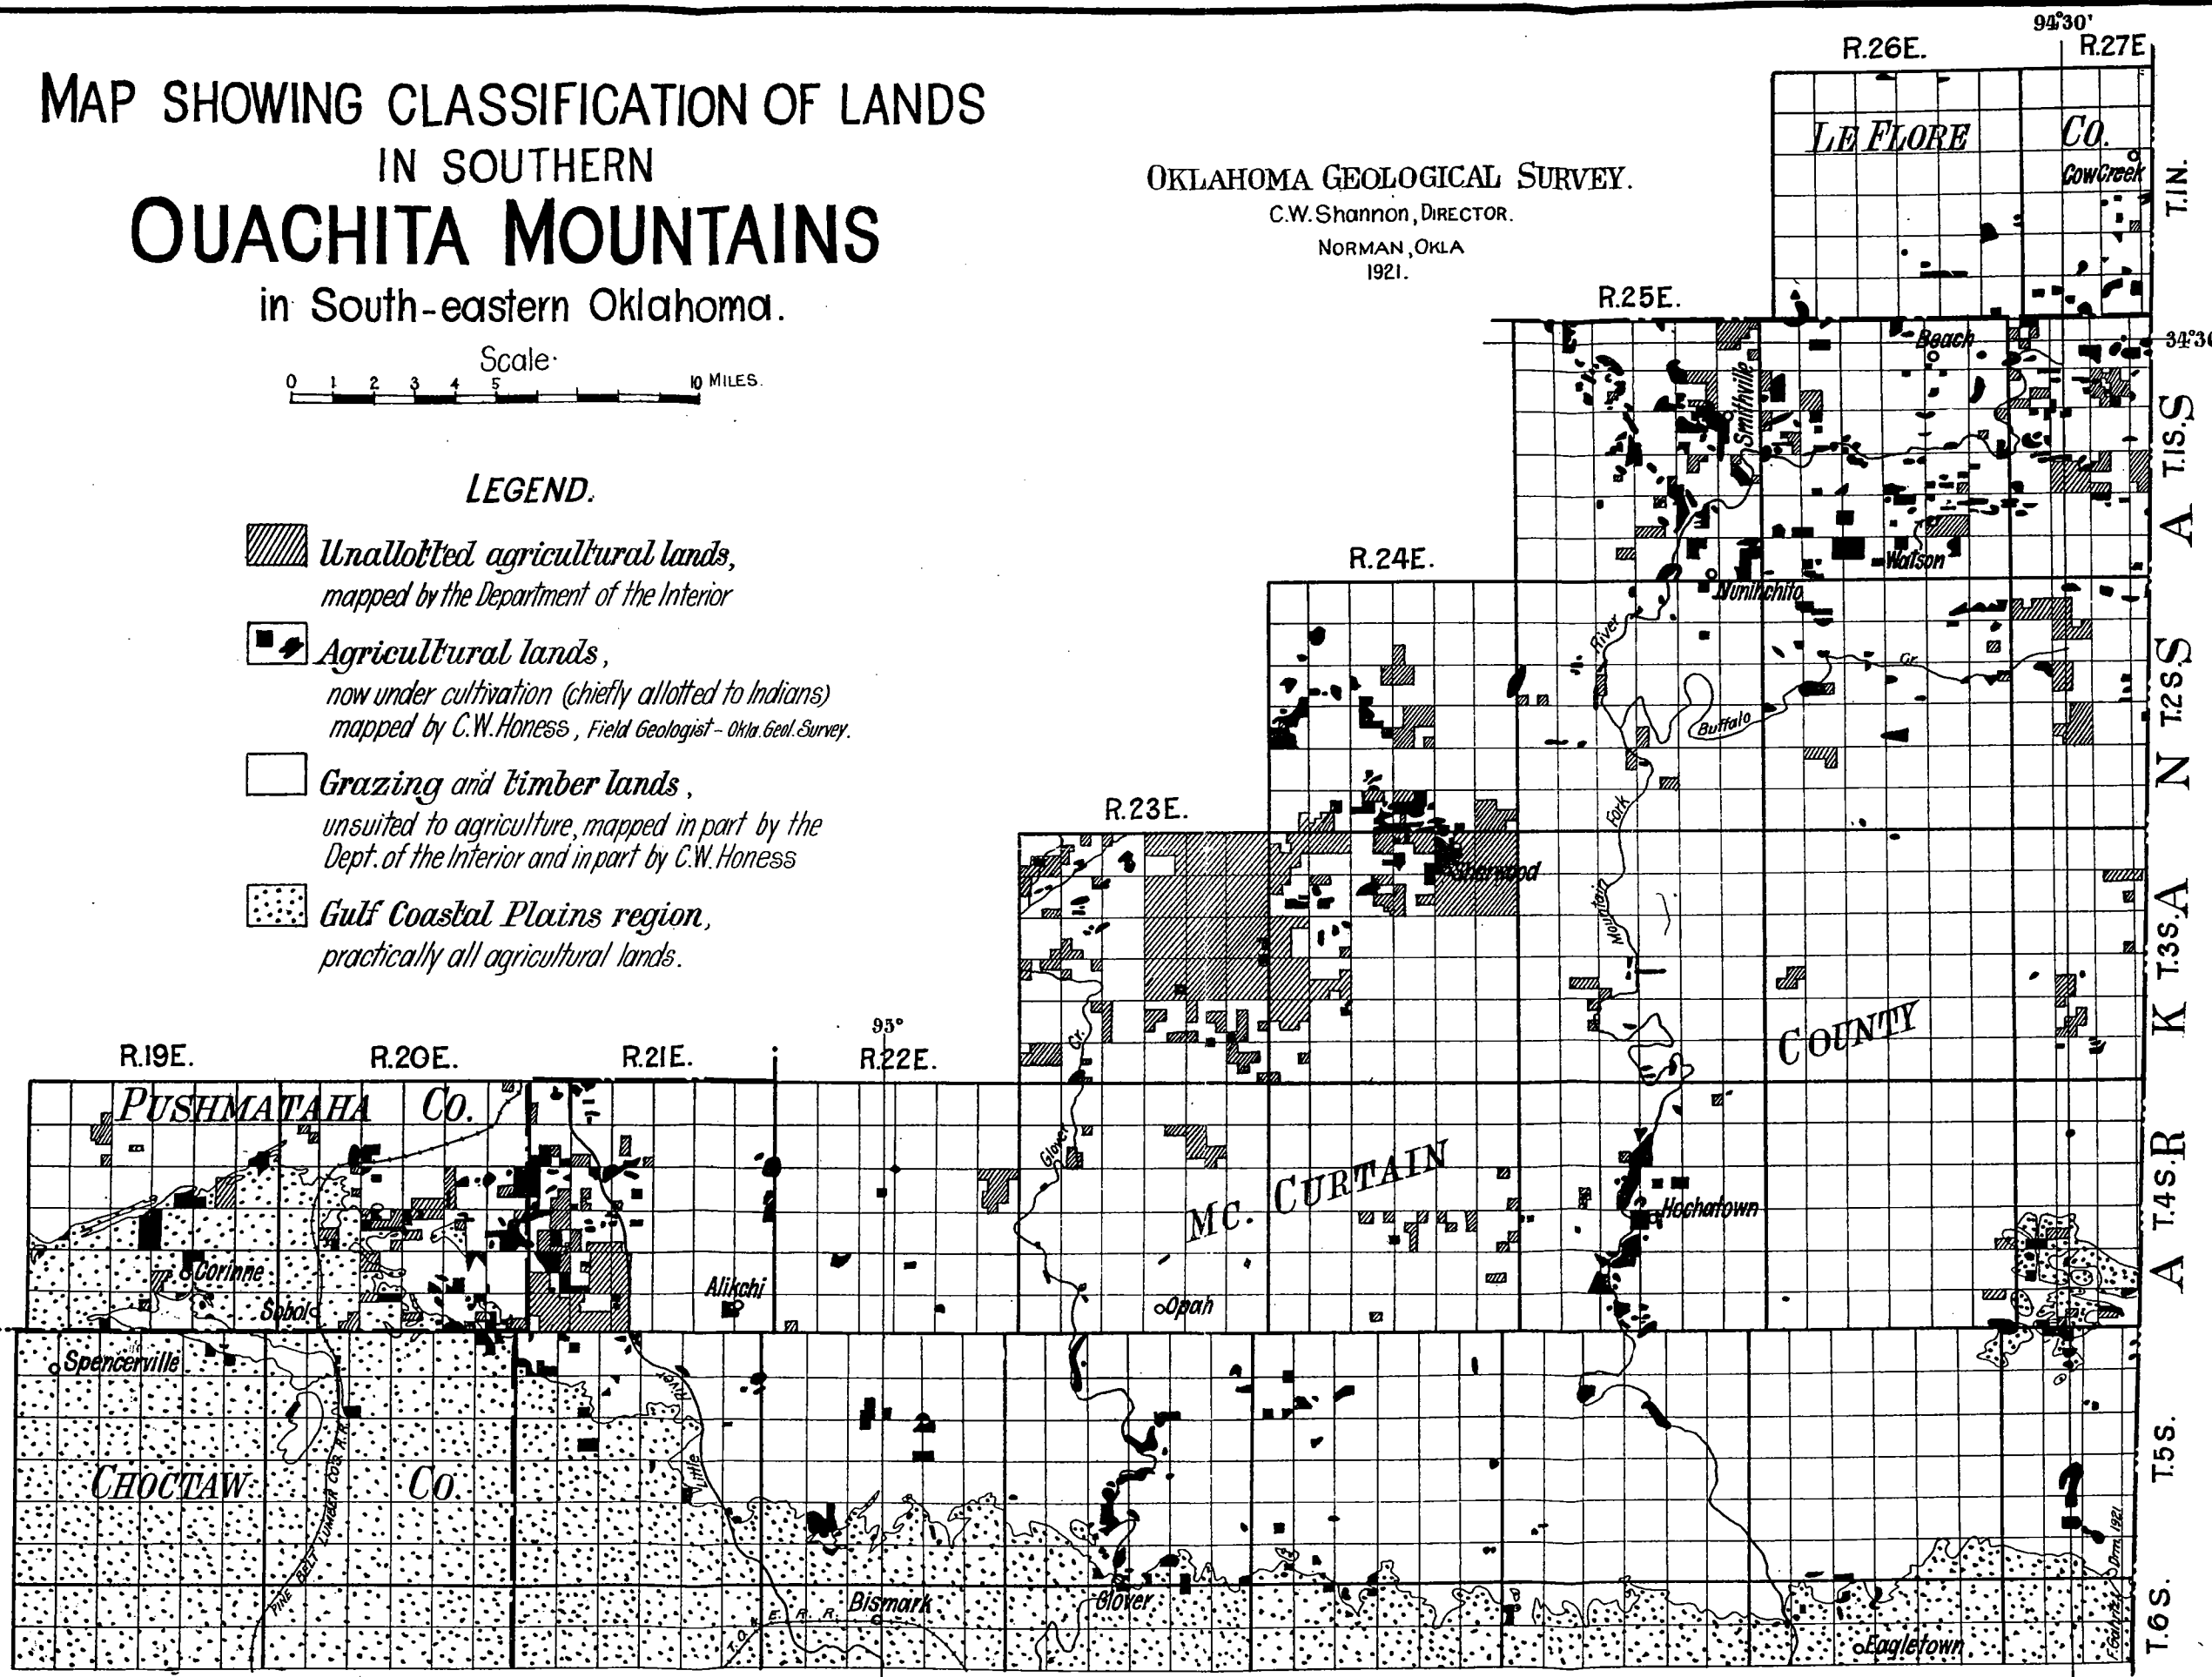 MAP SHOWING CLASSIFICATION OF LANDS
IN SOUTHERN
OUACHITA MOUNTAINS
in South-eastern Oklahoma.
Scale
0 1 2 3 4 5 10 MILES.
OKLAHOMA GEOLOGICAL SURVEY.
C.W. Shannon, DIRECTOR.
NORMAN, OKLA
1921.
LEGEND.
Unallotted agricultural lands,
mapped by the Department of the Interior
Agricultural lands,
now under cultivation (chiefly allotted to Indians)
mapped by C.W. Honess, Field Geologist - Okla. Geol. Survey.
Grazing and timber lands,
unsuited to agriculture, mapped in part by the
Dept. of the Interior and in part by C.W. Honess
Gulf Coastal Plains region,
practically all agricultural lands.
94°30'
R.26E. R.27E
LE FLORE CO.
Cow Creek
T.1N.
R.25E.
34°30
Beach
Smithville
T.1S.
Watson
R.24E.
Nunihchito
River
Cr.
Buffalo
T.2S.
R.23E.
Fork
Sherwood
Mountain
T.3S.
COUNTY
Cr.
95°
R.19E. R.20E. R.21E. R.22E.
PUSHMATAHA CO.
Glover
MC. CURTAIN
Hochatown
T.4S.
Corinne
Sobol
Alikchi
Opah
ARKANSAS
Spencerville
River
Little
CHOCTAW CO
PINE BELT LUMBER CO'S. R.R.
T.5S.
Bismark
Glover
T. O. & E. R. R.
Eagletown
T.6S.
Drm. 1921